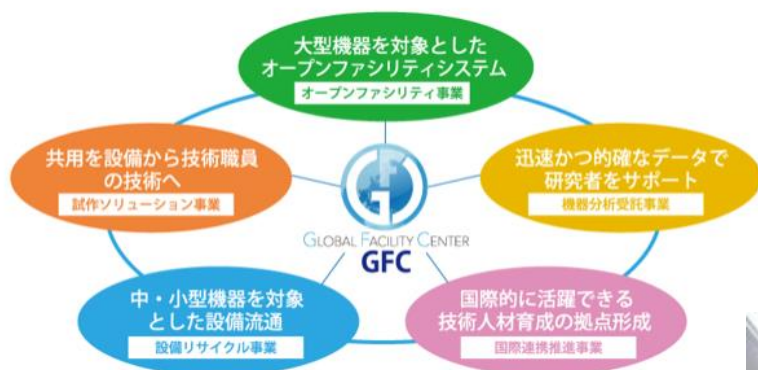 大型機器を対象とした
オープンファシリティシステム
オープンファシリティ事業
共用を設備から技術職員
の技術へ
試作ソリューション事業
迅速かつ的確なデータで
研究者をサポート
機器分析受託事業
GLOBAL FACILITY CENTER
GFC
中・小型機器を対象
とした設備流通
設備リサイクル事業
国際的に活躍できる
技術人材育成の拠点形成
国際連携推進事業